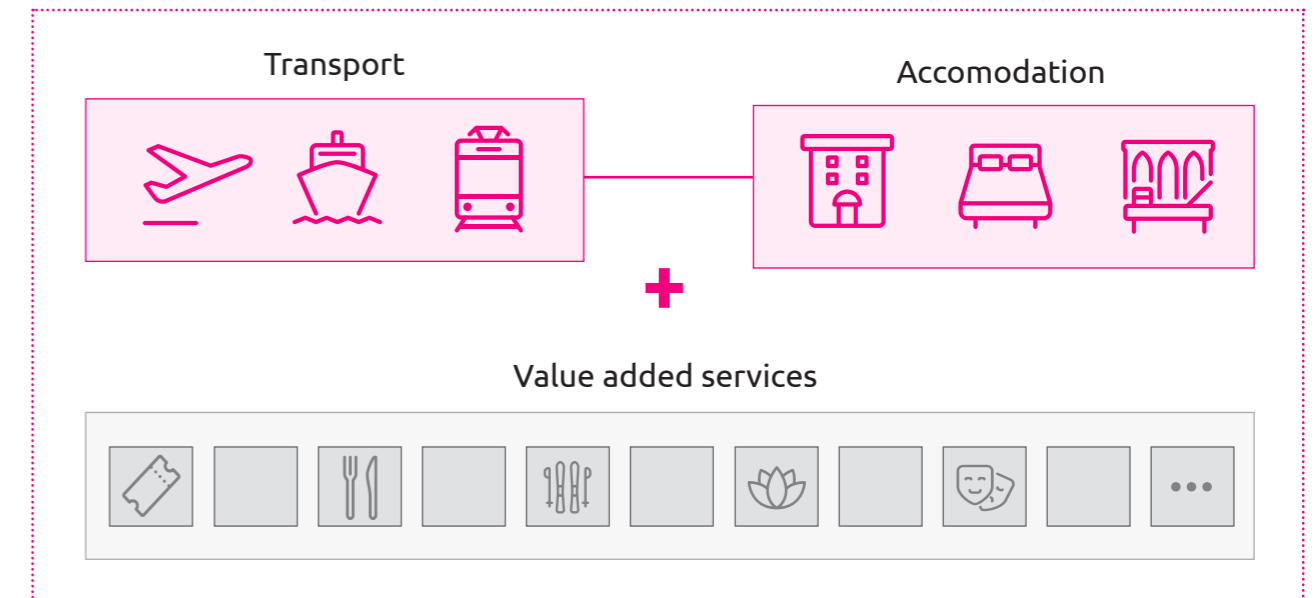 Transport
Accomodation
Value added services